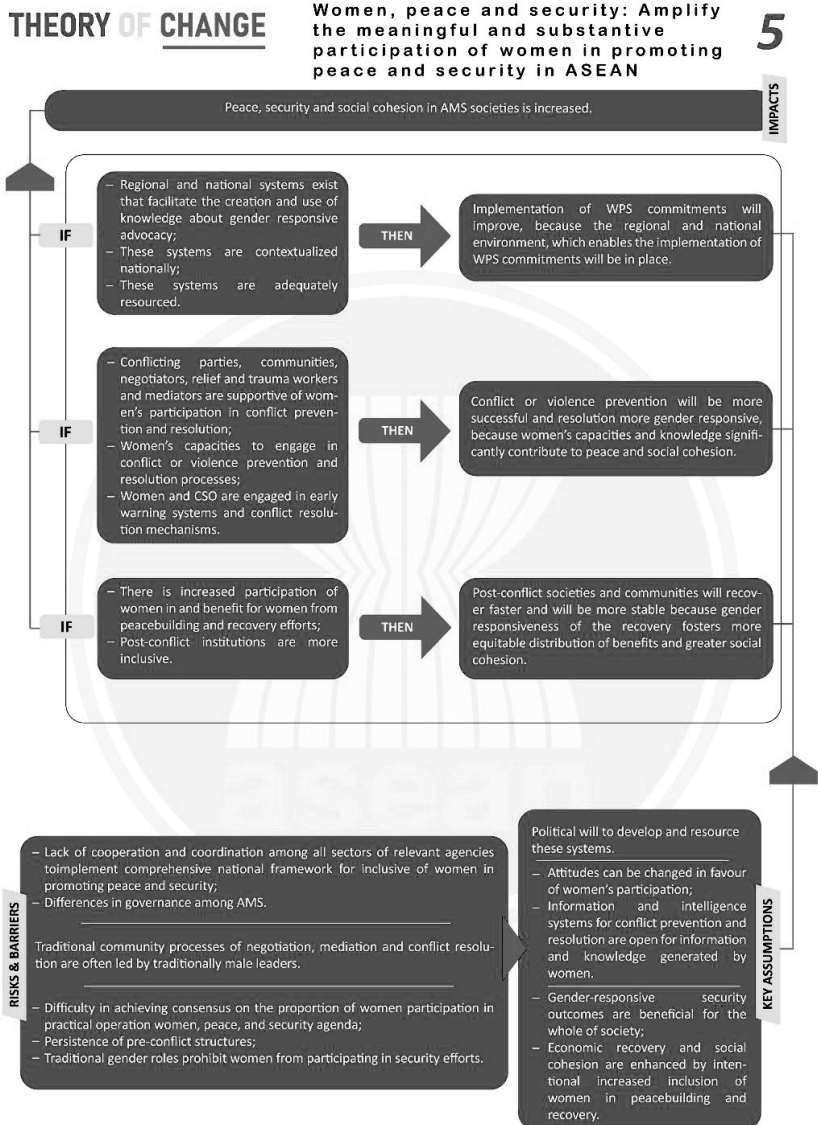 THEORY OF CHANGE
Women, peace and security: Amplify
the meaningful and substantive
participation of women in promoting
peace and security in ASEAN
5
Peace, security and social cohesion in AMS societies is increased.
IMPACTS
IF
– Regional and national systems exist
that facilitate the creation and use of
knowledge about gender responsive
advocacy;
– These systems are contextualized
nationally;
– These systems are adequately
resourced.
THEN
Implementation of WPS commitments will
improve, because the regional and national
environment, which enables the implementation of
WPS commitments will be in place.
IF
– Conflicting parties, communities,
negotiators, relief and trauma workers
and mediators are supportive of wom-
en's participation in conflict preven-
tion and resolution;
– Women's capacities to engage in
conflict or violence prevention and
resolution processes;
– Women and CSO are engaged in early
warning systems and conflict resolu-
tion mechanisms.
THEN
Conflict or violence prevention will be more
successful and resolution more gender responsive,
because women's capacities and knowledge signifi-
cantly contribute to peace and social cohesion.
IF
– There is increased participation of
women in and benefit for women from
peacebuilding and recovery efforts;
– Post-conflict institutions are more
inclusive.
THEN
Post-conflict societies and communities will recov-
er faster and will be more stable because gender
responsiveness of the recovery fosters more
equitable distribution of benefits and greater social
cohesion.
asean
RISKS & BARRIERS
– Lack of cooperation and coordination among all sectors of relevant agencies
toimplement comprehensive national framework for inclusive of women in
promoting peace and security;
– Differences in governance among AMS.
Traditional community processes of negotiation, mediation and conflict resolu-
tion are often led by traditionally male leaders.
– Difficulty in achieving consensus on the proportion of women participation in
practical operation women, peace, and security agenda;
– Persistence of pre-conflict structures;
– Traditional gender roles prohibit women from participating in security efforts.
Political will to develop and resource
these systems.
– Attitudes can be changed in favour
of women's participation;
– Information and intelligence
systems for conflict prevention and
resolution are open for information
and knowledge generated by
women.
– Gender-responsive security
outcomes are beneficial for the
whole of society;
– Economic recovery and social
cohesion are enhanced by inten-
tional increased inclusion of
women in peacebuilding and
recovery.
KEY ASSUMPTIONS